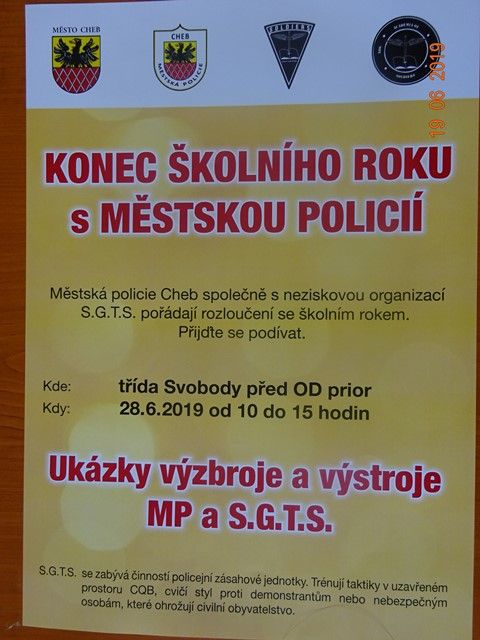 MĚSTO CHEB
CHEB
MĚSTSKÁ POLICIE
SOLDIERS
19 06 2019
KONEC ŠKOLNÍHO ROKU
s MĚSTSKOU POLICIÍ
Městská policie Cheb společně s neziskovou organizací
S.G.T.S. pořádají rozloučení se školním rokem.
Přijďte se podívat.
Kde: třída Svobody před OD prior
Kdy: 28.6.2019 od 10 do 15 hodin
Ukázky výzbroje a výstroje
MP a S.G.T.S.
S.G.T.S. se zabývá činností policejní zásahové jednotky. Trénují taktiky v uzavřeném
prostoru CQB, cvičí styl proti demonstrantům nebo nebezpečným
osobám, které ohrožují civilní obyvatelstvo.